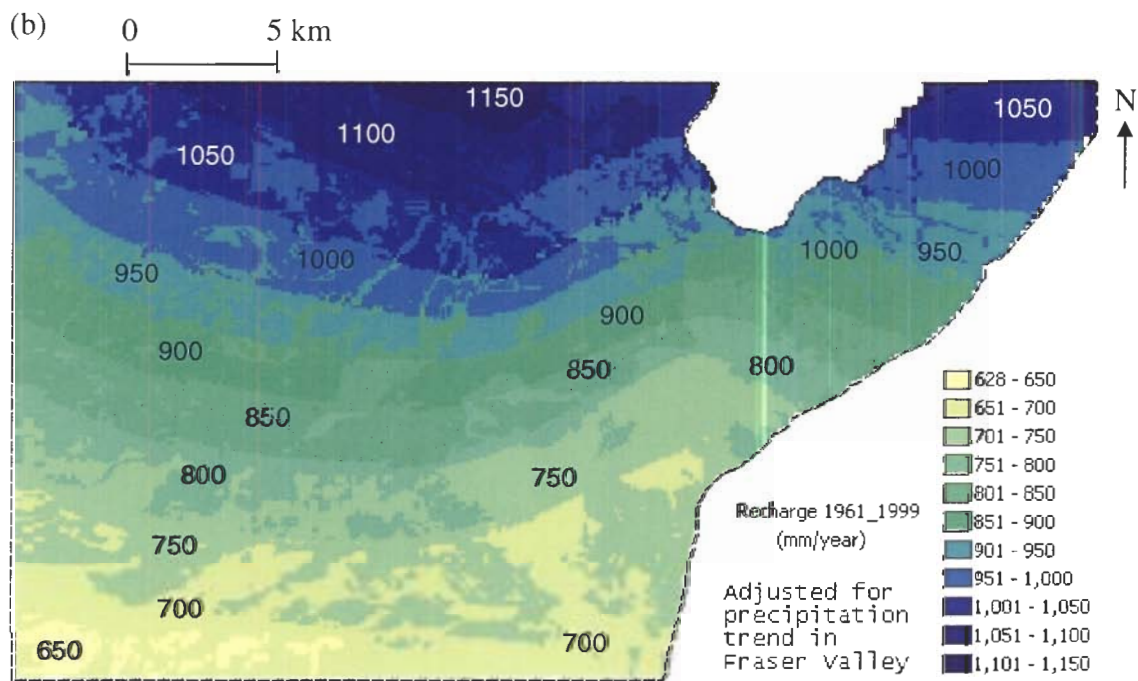 (b)
0 5 km
N
1150
1050
1100
1050
1000
1000
1000
950
950
900
900
850
800
850
800
750
750
700
700
650
628 - 650
651 - 700
701 - 750
751 - 800
801 - 850
851 - 900
901 - 950
951 - 1,000
1,001 - 1,050
1,051 - 1,100
1,101 - 1,150
Recharge 1961_1999
(mm/year)
Adjusted for
precipitation
trend in
Fraser Valley